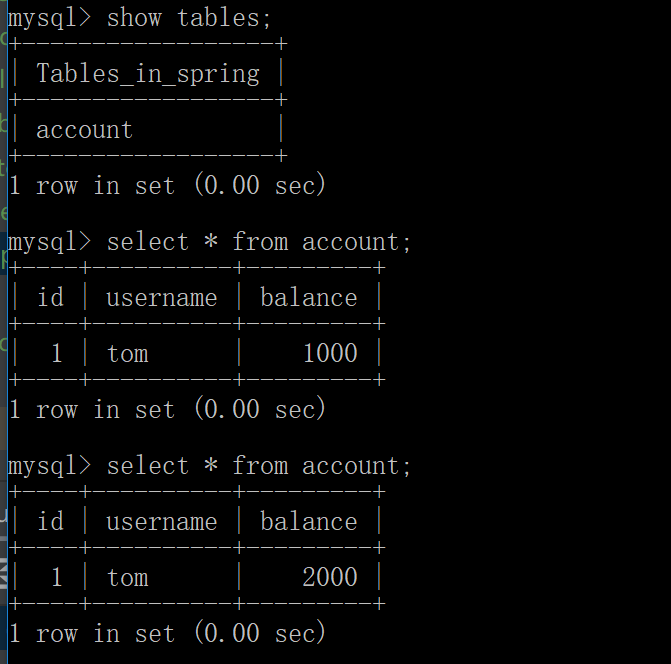 mysql> show tables;
+-------------------+
| Tables_in_spring |
+-------------------+
| account          |
+-------------------+
1 row in set (0.00 sec)
mysql> select * from account;
+----+----------+---------+
| id | username | balance |
+----+----------+---------+
|  1 | tom      |    1000 |
+----+----------+---------+
1 row in set (0.00 sec)
mysql> select * from account;
+----+----------+---------+
| id | username | balance |
+----+----------+---------+
|  1 | tom      |    2000 |
+----+----------+---------+
1 row in set (0.00 sec)